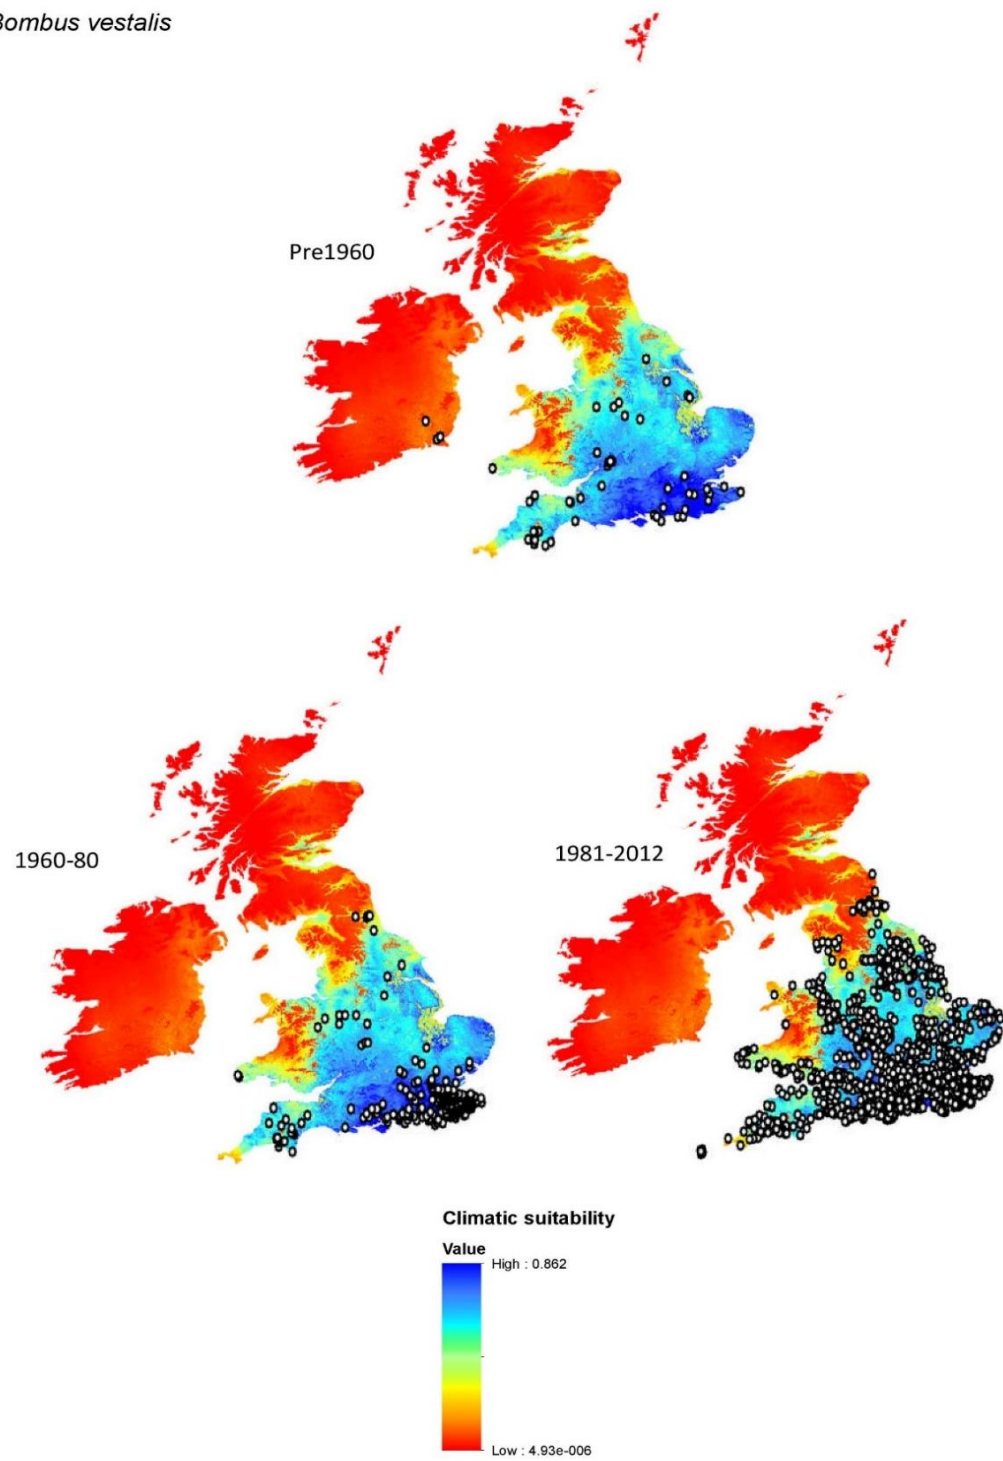 Bombus vestalis
Pre1960
1960-80
1981-2012
Climatic suitability
Value
High : 0.862
Low : 4.93e-006